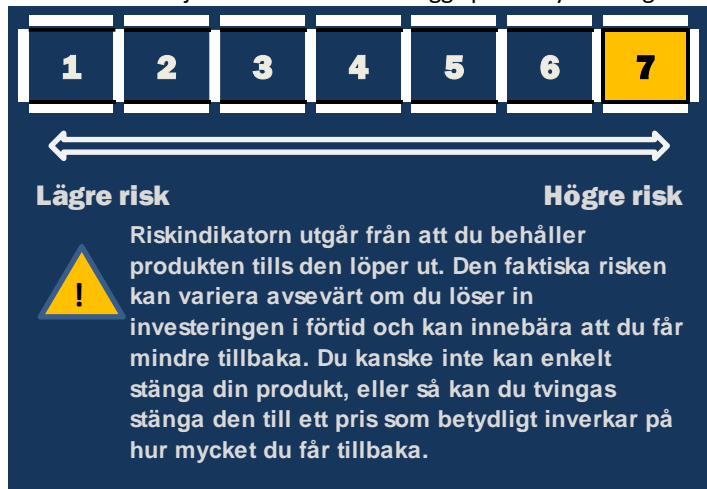 1 2 3 4 5 6 7
Lägre risk Högre risk
Riskindikatorn utgår från att du behåller
produkten tills den löper ut. Den faktiska risken
! kan variera avsevärt om du löser in
investeringen i förtid och kan innebära att du får
mindre tillbaka. Du kanske inte kan enkelt
stänga din produkt, eller så kan du tvingas
stänga den till ett pris som betydligt inverkar på
hur mycket du får tillbaka.